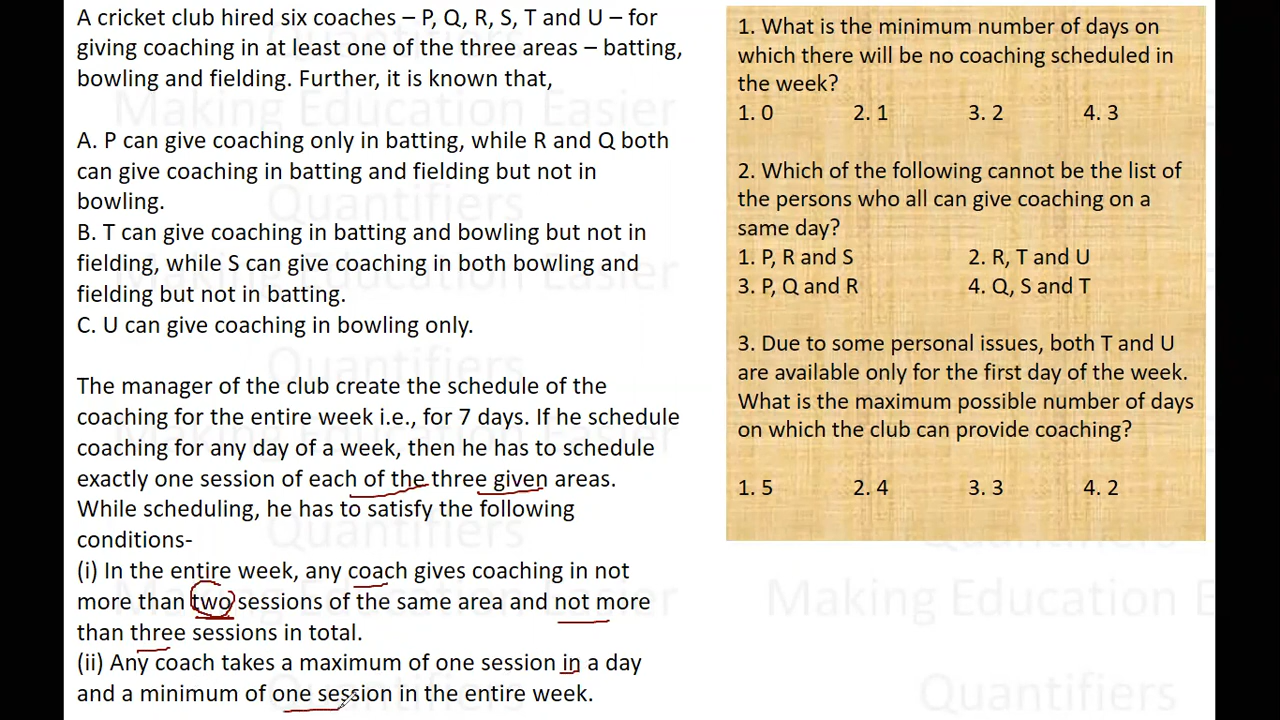 A cricket club hired six coaches – P, Q, R, S, T and U – for
giving coaching in at least one of the three areas – batting,
bowling and fielding. Further, it is known that,
A. P can give coaching only in batting, while R and Q both
can give coaching in batting and fielding but not in
bowling.
B. T can give coaching in batting and bowling but not in
fielding, while S can give coaching in both bowling and
fielding but not in batting.
C. U can give coaching in bowling only.
The manager of the club create the schedule of the
coaching for the entire week i.e., for 7 days. If he schedule
coaching for any day of a week, then he has to schedule
exactly one session of each of the three given areas.
While scheduling, he has to satisfy the following
conditions-
(i) In the entire week, any coach gives coaching in not
more than two sessions of the same area and not more
than three sessions in total.
(ii) Any coach takes a maximum of one session in a day
and a minimum of one session in the entire week.
1. What is the minimum number of days on
which there will be no coaching scheduled in
the week?
1. 0 2. 1 3. 2 4. 3
2. Which of the following cannot be the list of
the persons who all can give coaching on a
same day?
1. P, R and S 2. R, T and U
3. P, Q and R 4. Q, S and T
3. Due to some personal issues, both T and U
are available only for the first day of the week.
What is the maximum possible number of days
on which the club can provide coaching?
1. 5 2. 4 3. 3 4. 2
Making Education Easier
Quantifiers
Making Education E
Quantifiers